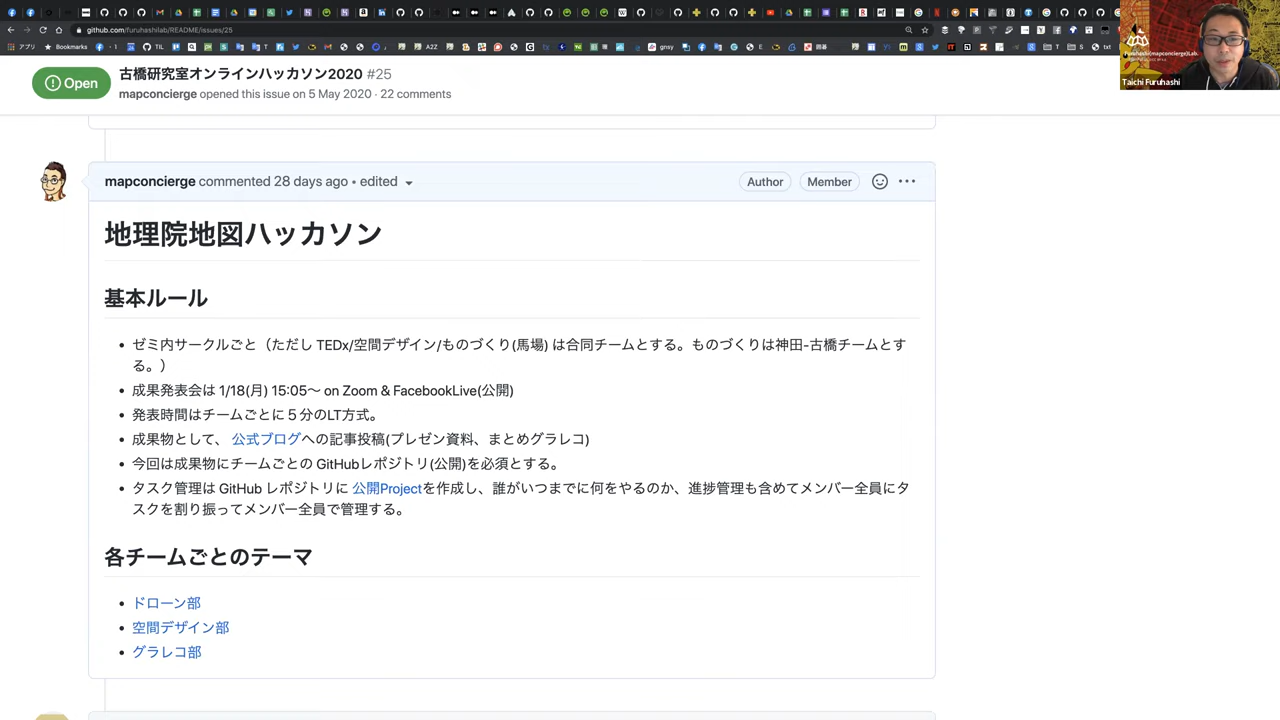 github.com/furuhashilab/README/issues/25
アプリ
Bookmarks
TIL
A2Z
gnsy
txt
Taichi Furuhashi
Open
古橋研究室オンラインハッカソン2020 #25
mapconcierge opened this issue on 5 May 2020 · 22 comments
mapconcierge commented 28 days ago • edited
Author
Member
地理院地図ハッカソン
基本ルール
• ゼミ内サークルごと（ただし TEDx/空間デザイン/ものづくり(馬場) は合同チームとする。ものづくりは神田-古橋チームとす
る。）
• 成果発表会は 1/18(月) 15:05〜 on Zoom & FacebookLive(公開)
• 発表時間はチームごとに５分のLT方式。
• 成果物として、 公式ブログへの記事投稿(プレゼン資料、まとめグラレコ)
• 今回は成果物にチームごとの GitHubレポジトリ(公開)を必須とする。
• タスク管理は GitHub レポジトリに 公開Projectを作成し、誰がいつまでに何をやるのか、進捗管理も含めてメンバー全員にタ
スクを割り振ってメンバー全員で管理する。
各チームごとのテーマ
• ドローン部
• 空間デザイン部
• グラレコ部